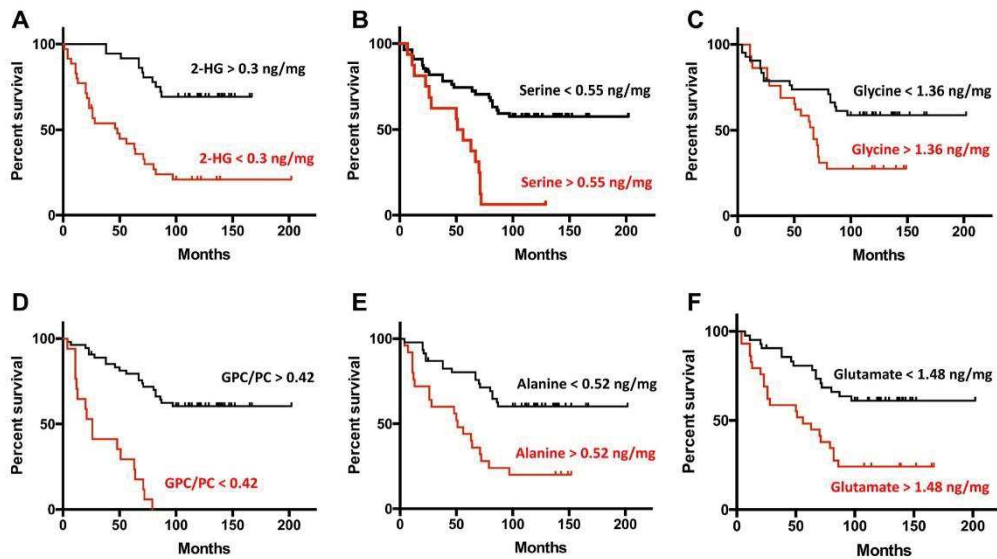 A
Percent survival
100
50
0
2-HG > 0.3 ng/mg
2-HG < 0.3 ng/mg
0 50 100 150 200
Months
B
Percent survival
100
50
0
Serine < 0.55 ng/mg
Serine > 0.55 ng/mg
0 50 100 150 200
Months
C
Percent survival
100
50
0
Glycine < 1.36 ng/mg
Glycine > 1.36 ng/mg
0 50 100 150 200
Months
D
Percent survival
100
50
0
GPC/PC > 0.42
GPC/PC < 0.42
0 50 100 150 200
Months
E
Percent survival
100
50
0
Alanine < 0.52 ng/mg
Alanine > 0.52 ng/mg
0 50 100 150 200
Months
F
Percent survival
100
50
0
Glutamate < 1.48 ng/mg
Glutamate > 1.48 ng/mg
0 50 100 150 200
Months